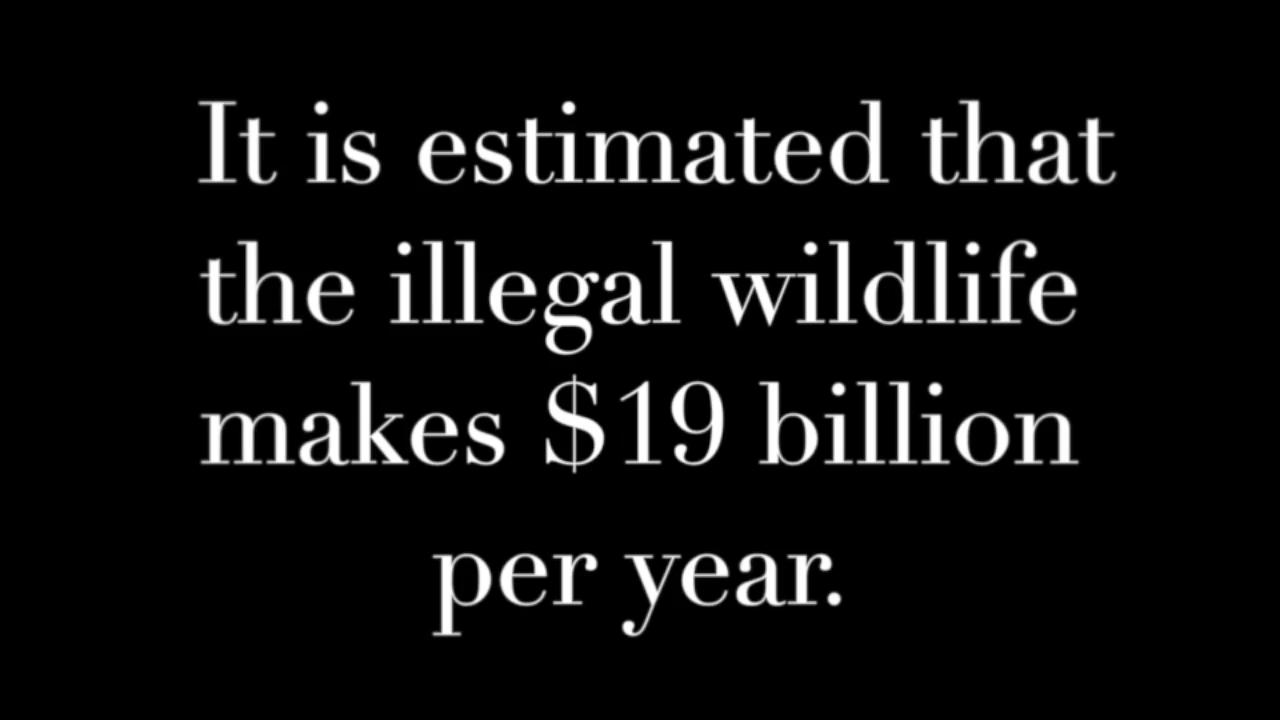 It is estimated that
the illegal wildlife
makes $19 billion
per year.